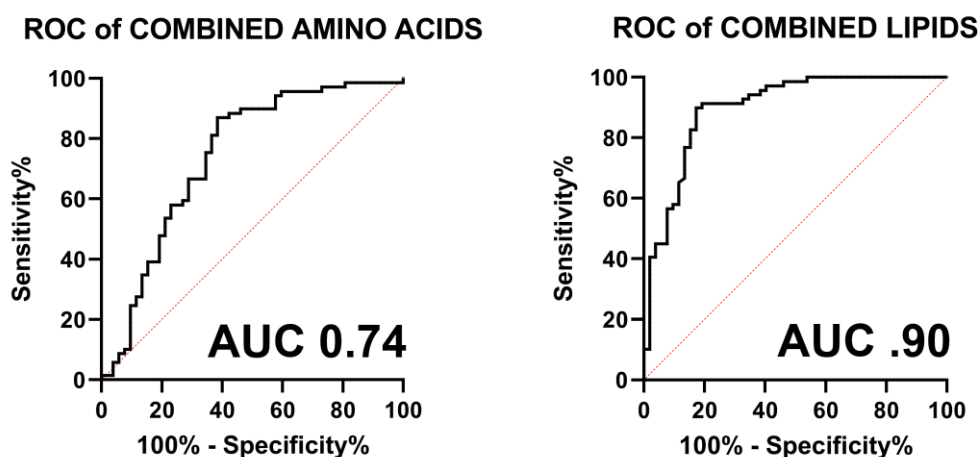 ROC of COMBINED AMINO ACIDS
100
80
60
40
20
0
Sensitivity%
AUC 0.74
0 20 40 60 80 100
100% - Specificity%
ROC of COMBINED LIPIDS
100
80
60
40
20
0
Sensitivity%
AUC .90
0 20 40 60 80 100
100% - Specificity%